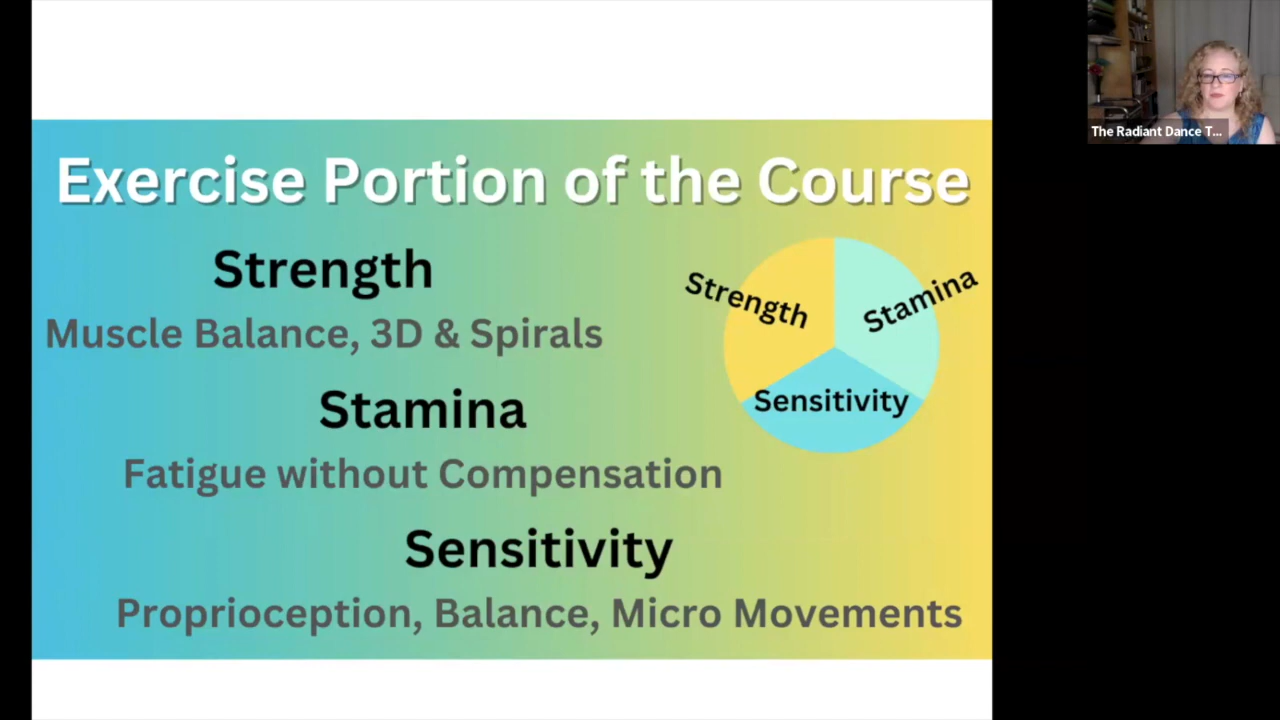 Exercise Portion of the Course
Strength
Muscle Balance, 3D & Spirals
Stamina
Fatigue without Compensation
Sensitivity
Proprioception, Balance, Micro Movements
Strength
Stamina
Sensitivity
The Radiant Dance T...